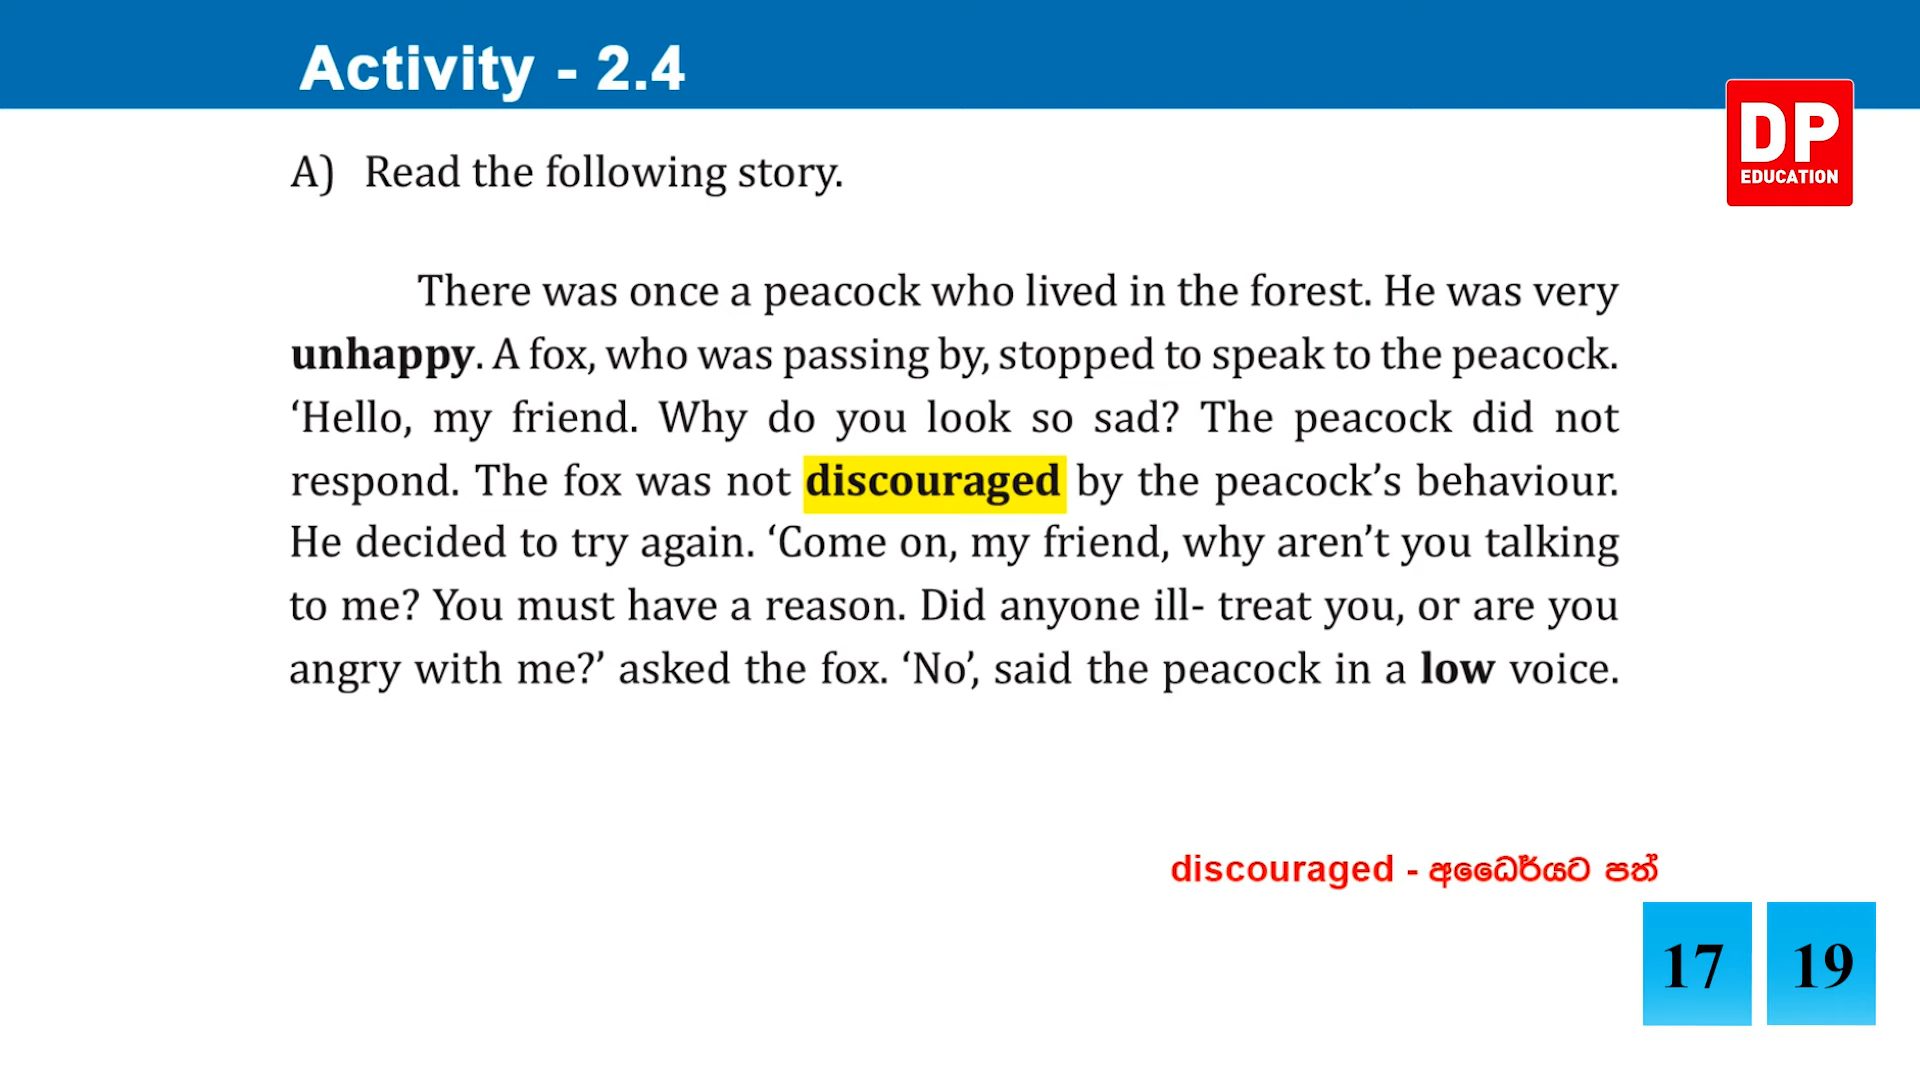 Activity - 2.4
DP
EDUCATION
A) Read the following story.
There was once a peacock who lived in the forest. He was very
unhappy. A fox, who was passing by, stopped to speak to the peacock.
‘Hello, my friend. Why do you look so sad? The peacock did not
respond. The fox was not discouraged by the peacock’s behaviour.
He decided to try again. ‘Come on, my friend, why aren’t you talking
to me? You must have a reason. Did anyone ill- treat you, or are you
angry with me?’ asked the fox. ‘No’, said the peacock in a low voice.
discouraged - අධෛර්යට පත්
17 19